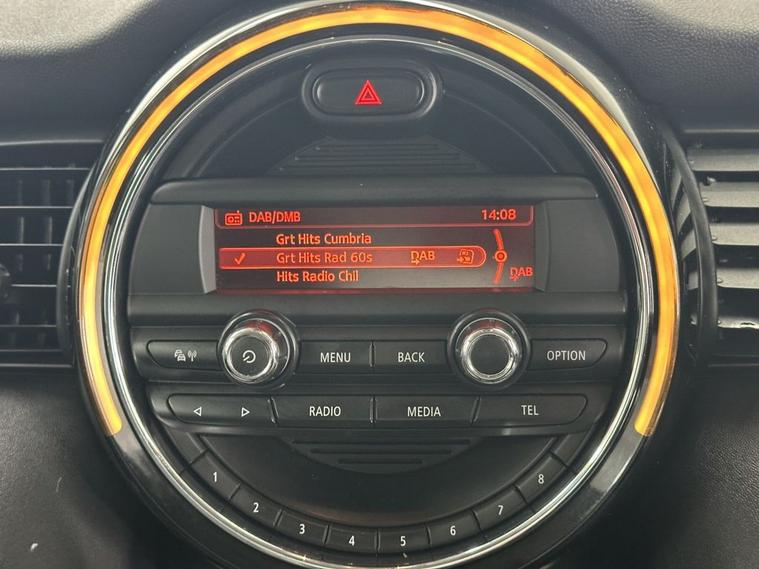 DAB/DMB 14:08
Grt Hits Cumbria
Grt Hits Rad 60s DAB
Hits Radio Chil
DAB
MENU BACK OPTION
RADIO MEDIA TEL
1 2 3 4 5 6 7 8